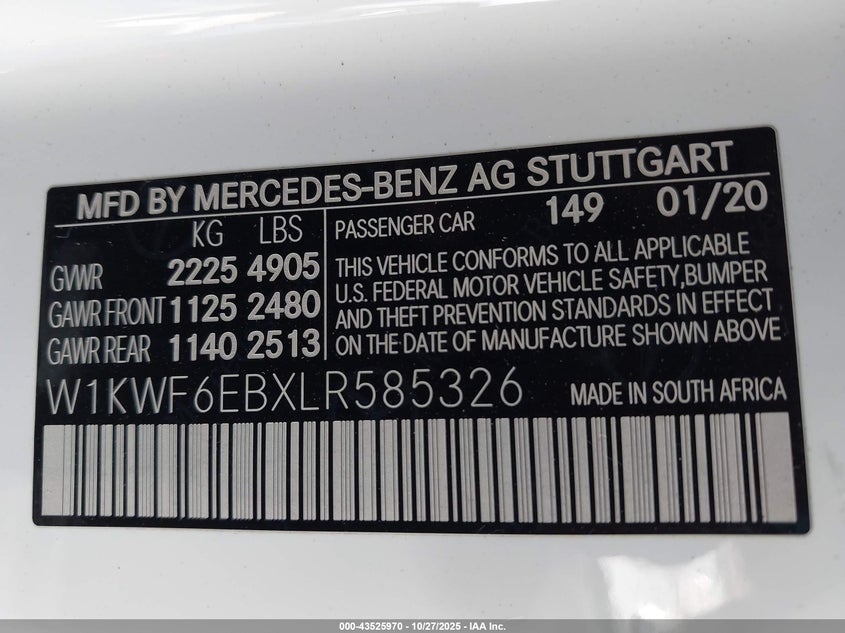 MFD BY MERCEDES-BENZ AG STUTTGART
KG LBS
GWWR 2225 4905
GAWR FRONT 1125 2480
GAWR REAR 1140 2513
PASSENGER CAR 149 01/20
THIS VEHICLE CONFORMS TO ALL APPLICABLE
U.S. FEDERAL MOTOR VEHICLE SAFETY,BUMPER
AND THEFT PREVENTION STANDARDS IN EFFECT
ON THE DATE OF MANUFACTURE SHOWN ABOVE
W1KWF6EBXLR585326 MADE IN SOUTH AFRICA
000-43525970 - 10/27/2025 - IAA Inc.